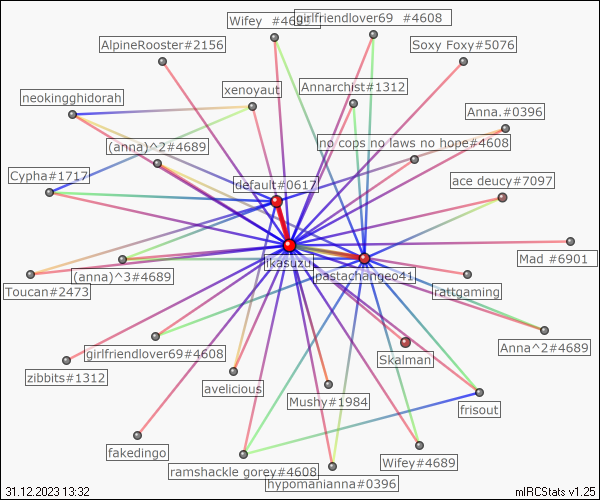 Wifey #4689
girlfriendlover69 #4608
AlpineRooster#2156
Soxy Foxy#5076
xenoyaut
Annarchist#1312
neokingghidorah
Anna.#0396
(anna)^2#4689
no cops no laws no hope#4608
Cypha#1717
default#0617
ace deucy#7097
ikasuzu
Mad #6901
(anna)^3#4689
pastachangeo41
Toucan#2473
rattgaming
girlfriendlover69#4608
Skalman
Anna^2#4689
zibbits#1312
avelicious
Mushy#1984
frisout
fakedingo
ramshackle gorey#4608
Wifey#4689
hypomanianna#0396
31.12.2023 13:32
mIRCStats v1.25